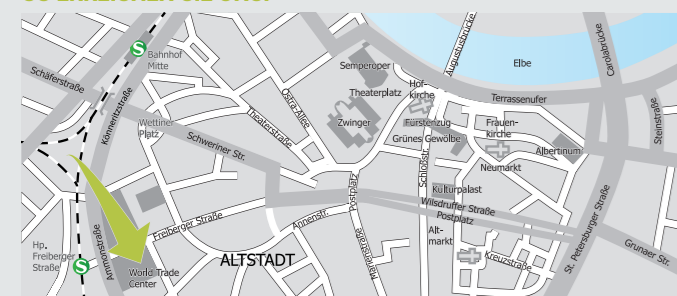 S
Bahnhof
Mitte
Schäferstraße
Könneritzstraße
Wettiner
Platz
Schweriner Str.
Theaterstraße
Ostra-Allee
Semperoper
Theaterplatz
Zwinger
Hof-
kirche
Fürstenzug
Grünes Gewölbe
Augustusbrücke
Elbe
Carolabrücke
Terrassenufer
Frauen-
kirche
Neumarkt
Albertinum
Steinstraße
Schloßstr.
Kulturpalast
Wilsdruffer Straße
Postplatz
Postplatz
Annenstr.
Marienstraße
Alt-
markt
Kreuzstraße
St. Petersburger Straße
Grunaer Str.
Freiberger Straße
Ammonstraße
Hp.
Freiberger
Straße
S
World Trade
Center
ALTSTADT